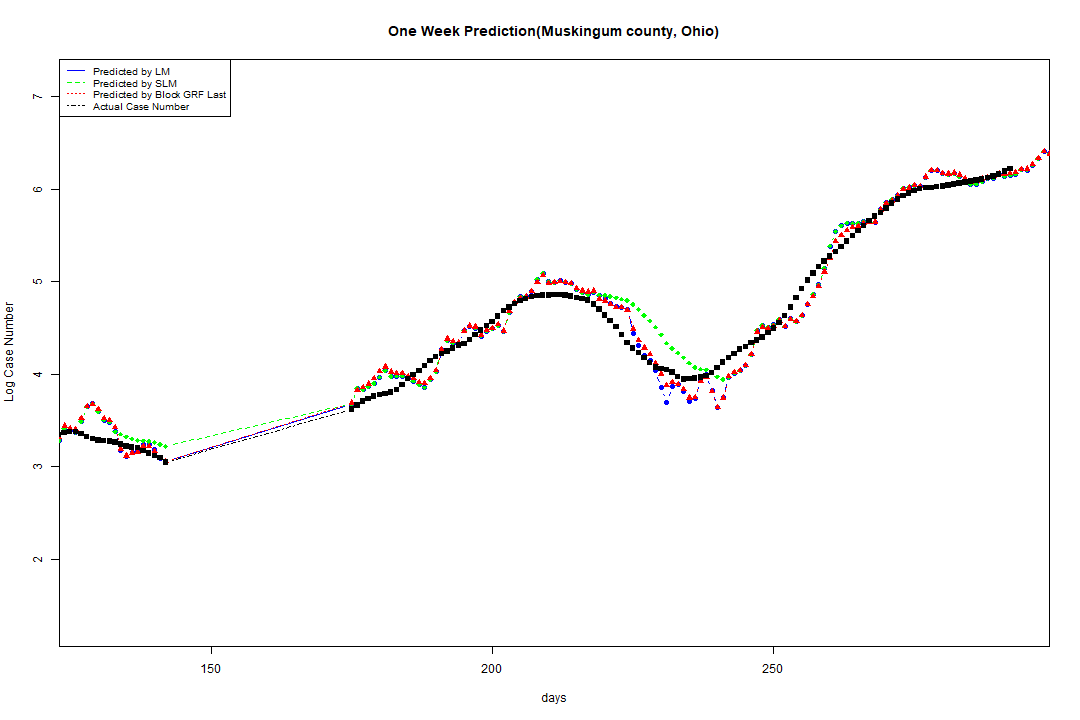 One Week Prediction(Muskingum county, Ohio)
Predicted by LM
Predicted by SLM
Predicted by Block GRF Last
Actual Case Number
7
6
5
4
3
2
Log Case Number
150
200
250
days